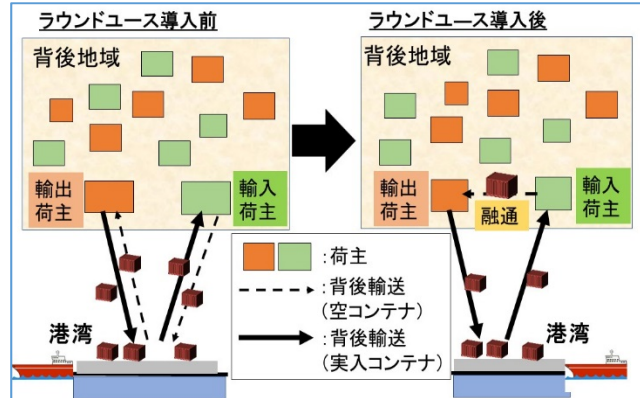 ラウンドユース導入前
背後地域
輸出
荷主
輸入
荷主
港湾
ラウンドユース導入後
背後地域
輸出
荷主
融通
輸入
荷主
港湾
:荷主
:背後輸送
(空コンテナ)
:背後輸送
(実入コンテナ)